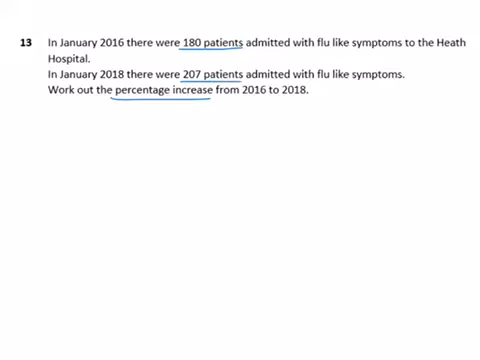 13 In January 2016 there were 180 patients admitted with flu like symptoms to the Heath
Hospital.
In January 2018 there were 207 patients admitted with flu like symptoms.
Work out the percentage increase from 2016 to 2018.